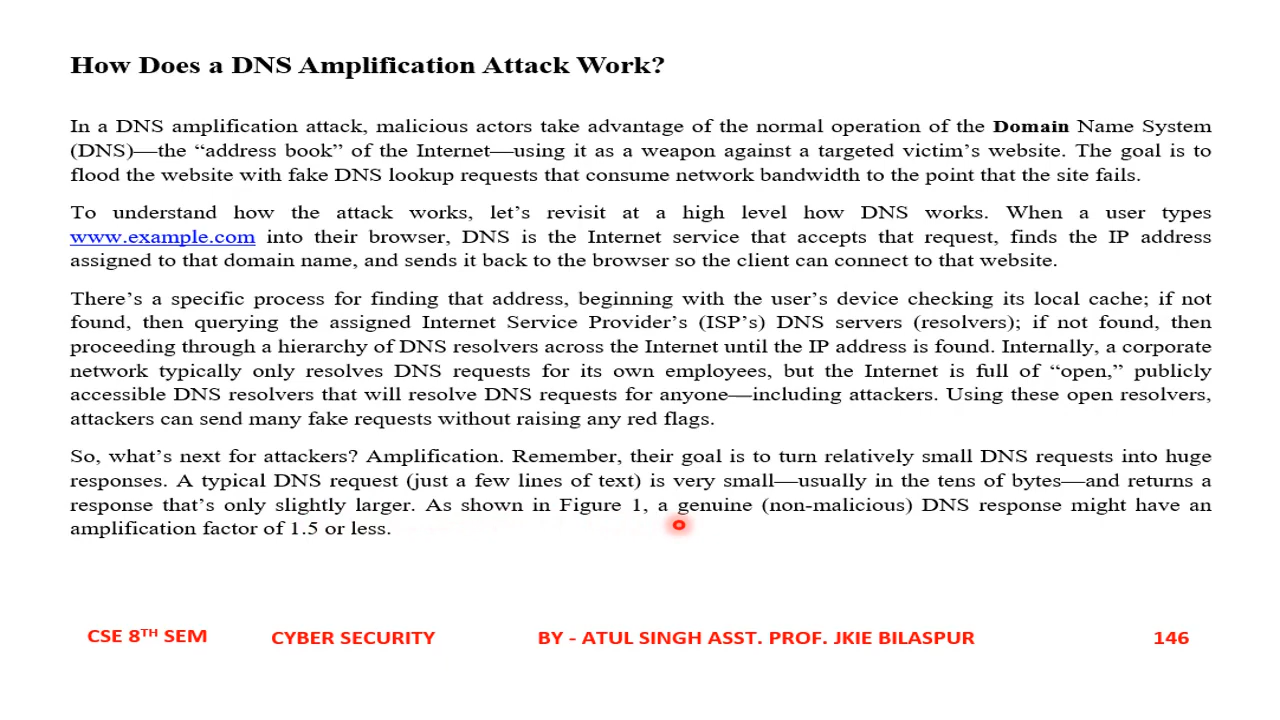 How Does a DNS Amplification Attack Work?
In a DNS amplification attack, malicious actors take advantage of the normal operation of the Domain Name System
(DNS)—the “address book” of the Internet—using it as a weapon against a targeted victim’s website. The goal is to
flood the website with fake DNS lookup requests that consume network bandwidth to the point that the site fails.
To understand how the attack works, let’s revisit at a high level how DNS works. When a user types
www.example.com into their browser, DNS is the Internet service that accepts that request, finds the IP address
assigned to that domain name, and sends it back to the browser so the client can connect to that website.
There’s a specific process for finding that address, beginning with the user’s device checking its local cache; if not
found, then querying the assigned Internet Service Provider’s (ISP’s) DNS servers (resolvers); if not found, then
proceeding through a hierarchy of DNS resolvers across the Internet until the IP address is found. Internally, a corporate
network typically only resolves DNS requests for its own employees, but the Internet is full of “open,” publicly
accessible DNS resolvers that will resolve DNS requests for anyone—including attackers. Using these open resolvers,
attackers can send many fake requests without raising any red flags.
So, what’s next for attackers? Amplification. Remember, their goal is to turn relatively small DNS requests into huge
responses. A typical DNS request (just a few lines of text) is very small—usually in the tens of bytes—and returns a
response that’s only slightly larger. As shown in Figure 1, a genuine (non-malicious) DNS response might have an
amplification factor of 1.5 or less.
CSE 8TH SEM CYBER SECURITY BY - ATUL SINGH ASST. PROF. JKIE BILASPUR 146